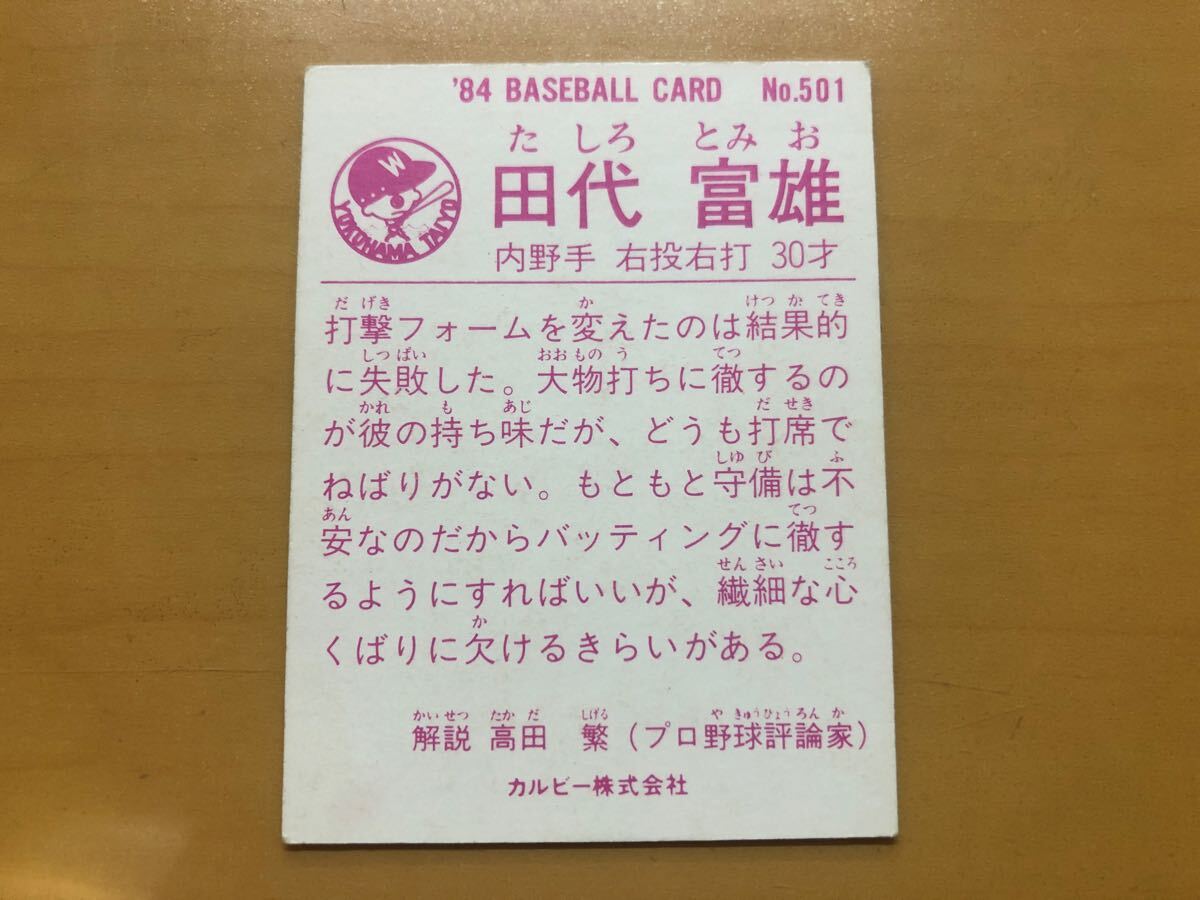 '84 BASEBALL CARD No.501
た しろ とみ お
田代 富雄
W
YOKOHAMA TAIYO
内野手 右投右打 30才
だ げき か けつ か てき
打撃フォームを変えたのは結果的
しつ ぱい おお もの う てつ
に失敗した。大物打ちに徹するの
かれ も あじ だ せき
が彼の持ち味だが、どうも打席で
しゆ び ふ
ねばりがない。もともと守備は不
あん てつ
安なのだからバッティングに徹す
せん さい こころ
るようにすればいいが、繊細な心
か
くばりに欠けるきらいがある。
かい せつ たか だ しげる や きゅう ひょう ろん か
解説 高田 繁 (プロ野球評論家)
カルビー株式会社